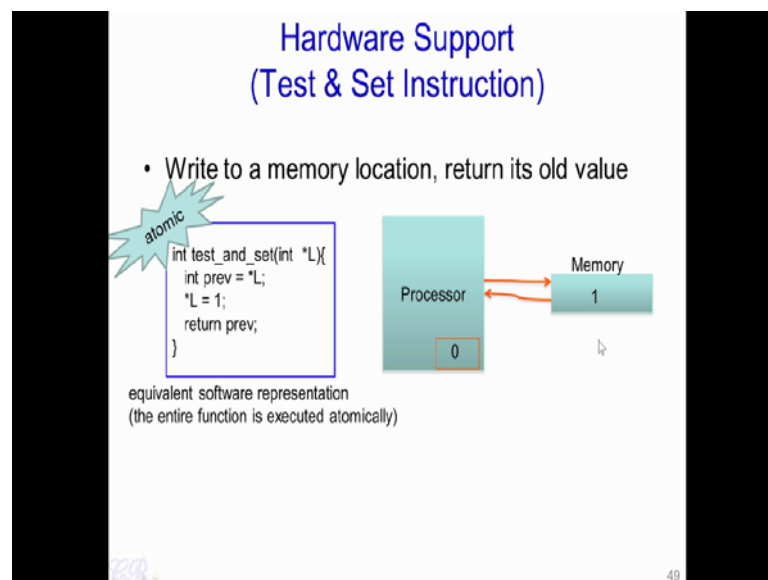 Hardware Support
(Test & Set Instruction)
• Write to a memory location, return its old value
atomic
int test_and_set(int *L){
int prev = *L;
*L = 1;
return prev;
}
equivalent software representation
(the entire function is executed atomically)
Processor
0
Memory
1
49